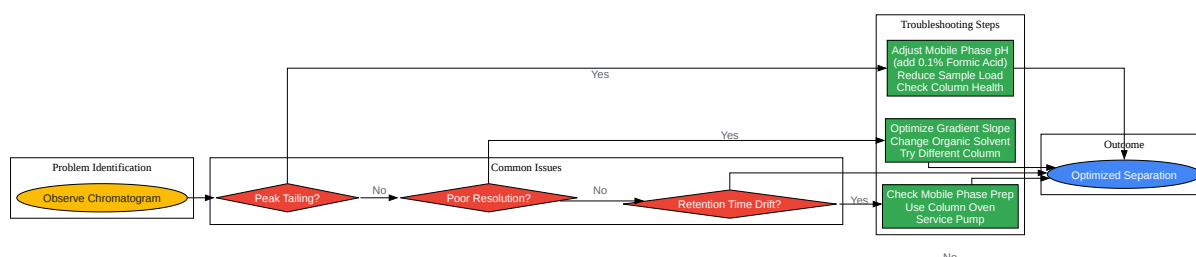 Troubleshooting Steps
Adjust Mobile Phase pH
(add 0.1% Formic Acid)
Reduce Sample Load
Check Column Health
Yes
Optimize Gradient Slope
Change Organic Solvent
Try Different Column
Yes
Outcome
Optimized Separation
Problem Identification
Observe Chromatogram
Common Issues
Peak Tailing?
No
Poor Resolution?
No
Retention Time Drift?
Yes
Check Mobile Phase Prep
Use Column Oven
Service Pump
No